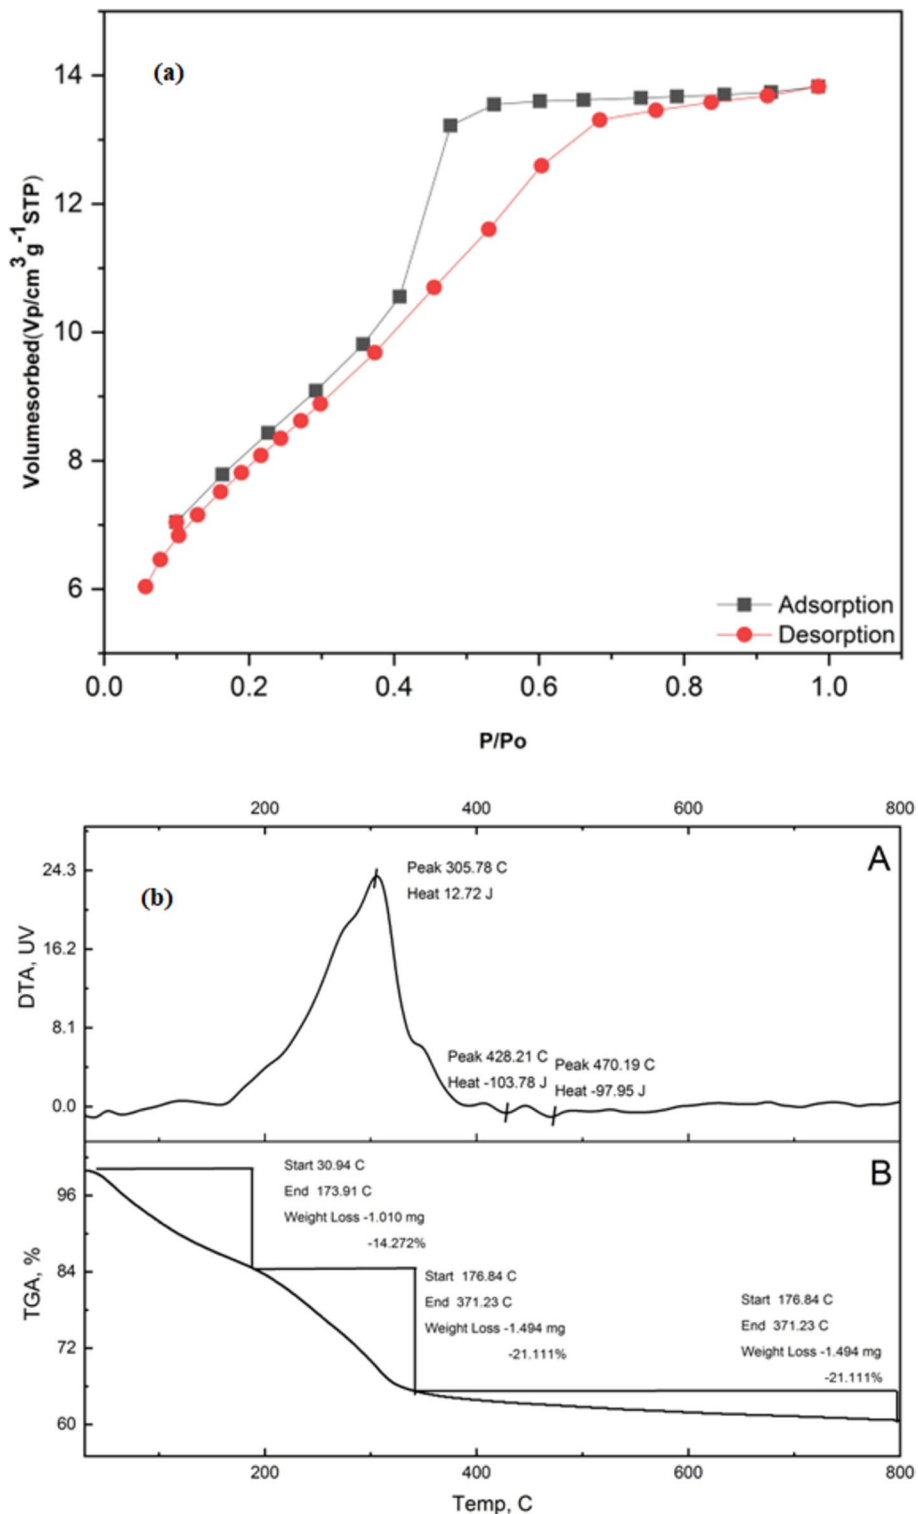 (a)
14
12
10
8
6
Volumesorbed(Vp/cm3g-1STP)
Adsorption
Desorption
0.0 0.2 0.4 0.6 0.8 1.0
P/Po
200 400 600 800
A
(b)
24.3
16.2
8.1
0.0
DTA, UV
Peak 305.78 C
Heat 12.72 J
Peak 428.21 C
Heat -103.78 J
Peak 470.19 C
Heat -97.95 J
B
96
84
72
60
TGA, %
Start 30.94 C
End 173.91 C
Weight Loss -1.010 mg
-14.272%
Start 176.84 C
End 371.23 C
Weight Loss -1.494 mg
-21.111%
Start 176.84 C
End 371.23 C
Weight Loss -1.494 mg
-21.111%
200 400 600 800
Temp, C